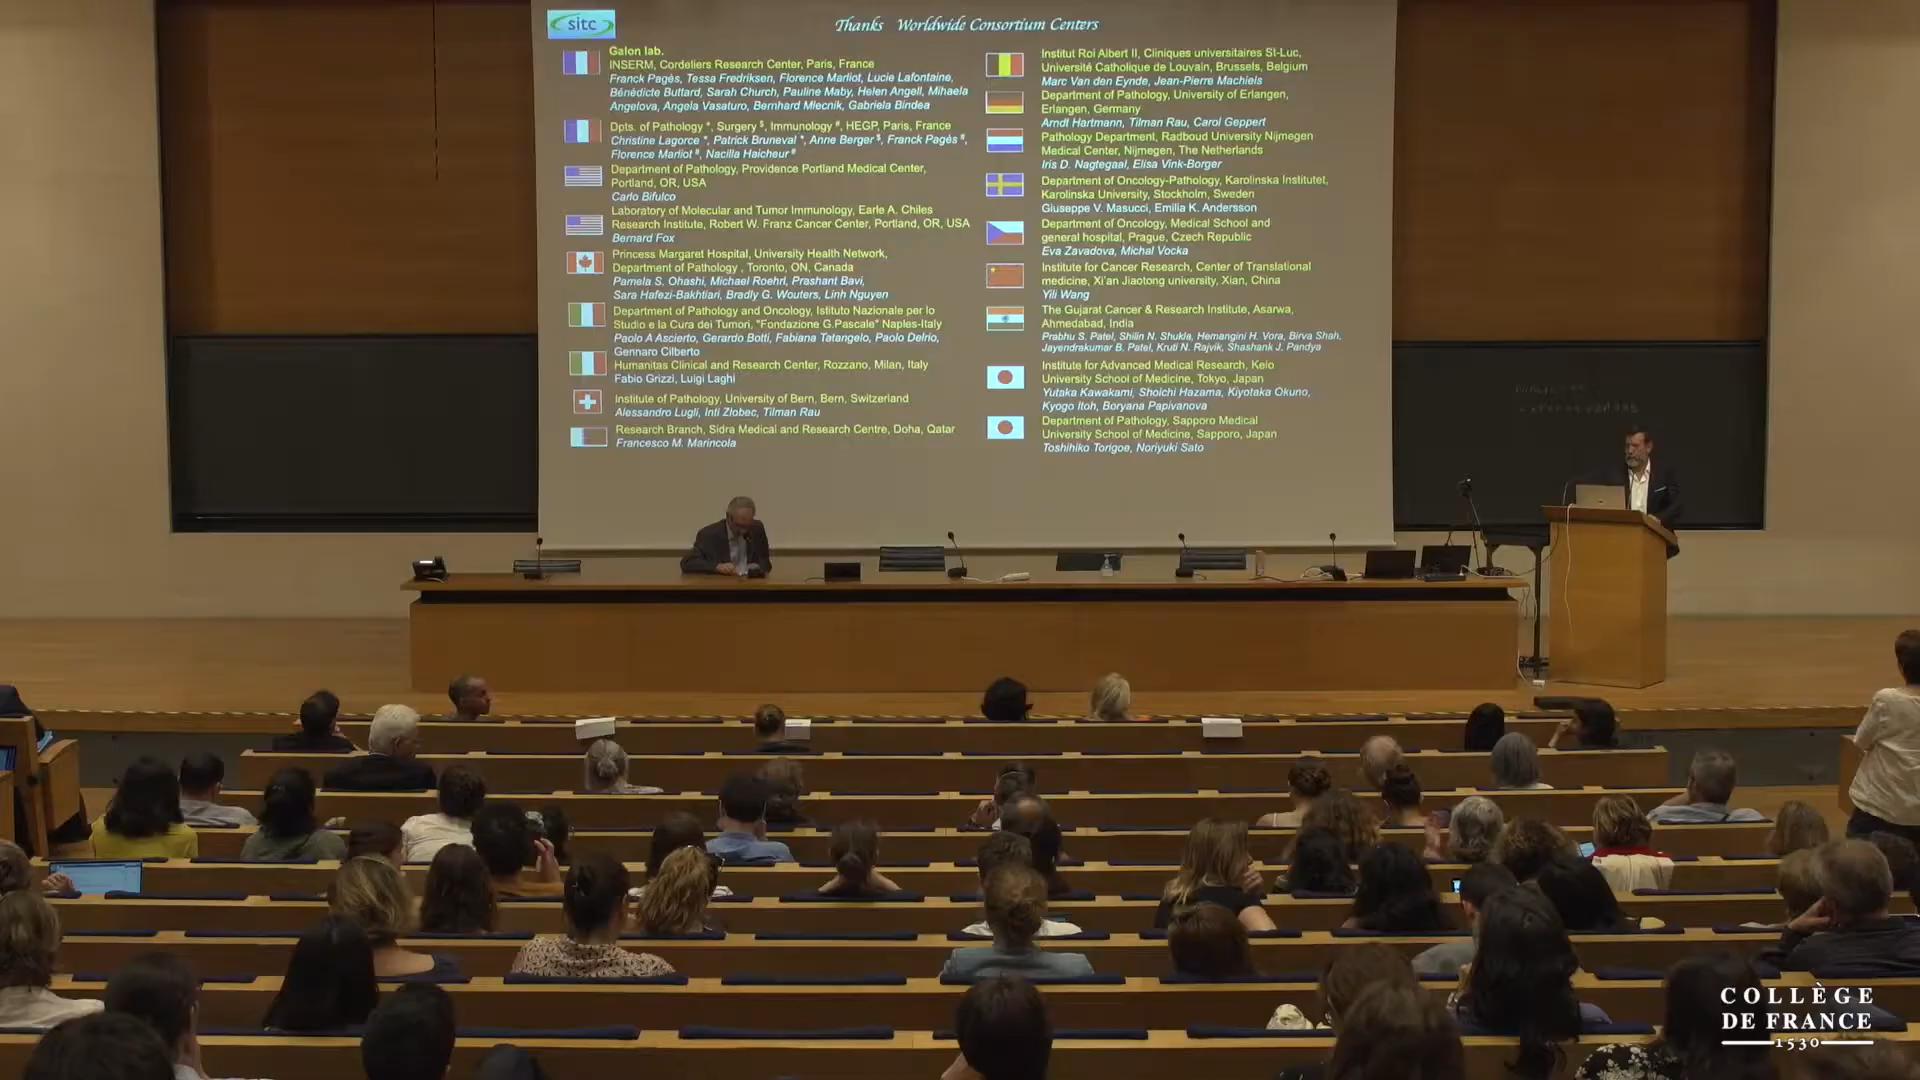 sitc
Thanks Worldwide Consortium Centers
Galon lab.
INSERM, Cordeliers Research Center, Paris, France
Franck Pagès, Tessa Fredriksen, Florence Marliot, Lucie Lafontaine,
Bénédicte Buttard, Sarah Church, Pauline Maby, Helen Angell, Mihaela
Angelova, Angela Vasaturo, Bernhard Mlecnik, Gabriela Bindea
Dpts. of Pathology *, Surgery $, Immunology #, HEGP, Paris, France
Christine Lagorce *, Patrick Bruneval *, Anne Berger $, Franck Pagès #,
Florence Marliot #, Nacilla Haicheur #
Department of Pathology, Providence Portland Medical Center,
Portland, OR, USA
Carlo Bifulco
Laboratory of Molecular and Tumor Immunology, Earle A. Chiles
Research Institute, Robert W. Franz Cancer Center, Portland, OR, USA
Bernard Fox
Princess Margaret Hospital, University Health Network,
Department of Pathology , Toronto, ON, Canada
Pamela S. Ohashi, Michael Roehrl, Prashant Bavi,
Sara Hafezi-Bakhtiari, Bradly G. Wouters, Linh Nguyen
Department of Pathology and Oncology, Istituto Nazionale per lo
Studio e la Cura dei Tumori, "Fondazione G.Pascale" Naples-Italy
Paolo A Ascierto, Gerardo Botti, Fabiana Tatangelo, Paolo Delrio,
Gennaro Cilberto
Humanitas Clinical and Research Center, Rozzano, Milan, Italy
Fabio Grizzi, Luigi Laghi
Institute of Pathology, University of Bern, Bern, Switzerland
Alessandro Lugli, Inti Zlobec, Tilman Rau
Research Branch, Sidra Medical and Research Centre, Doha, Qatar
Francesco M. Marincola
Institut Roi Albert II, Cliniques universitaires St-Luc,
Université Catholique de Louvain, Brussels, Belgium
Marc Van den Eynde, Jean-Pierre Machiels
Department of Pathology, University of Erlangen,
Erlangen, Germany
Arndt Hartmann, Tilman Rau, Carol Geppert
Pathology Department, Radboud University Nijmegen
Medical Center, Nijmegen, The Netherlands
Iris D. Nagtegaal, Elisa Vink-Borger
Department of Oncology-Pathology, Karolinska Institutet,
Karolinska University, Stockholm, Sweden
Giuseppe V. Masucci, Emilia K. Andersson
Department of Oncology, Medical School and
general hospital, Prague, Czech Republic
Eva Zavadova, Michal Vocka
Institute for Cancer Research, Center of Translational
medicine, Xi'an Jiaotong university, Xian, China
Yili Wang
The Gujarat Cancer & Research Institute, Asarwa,
Ahmedabad, India
Prabhu S. Patel, Shilin N. Shukla, Hemangini H. Vora, Birva Shah,
Jayendrakumar B. Patel, Kruti N. Rajvik, Shashank J. Pandya
Institute for Advanced Medical Research, Keio
University School of Medicine, Tokyo, Japan
Yutaka Kawakami, Shoichi Hazama, Kiyotaka Okuno,
Kyogo Itoh, Boryana Papivanova
Department of Pathology, Sapporo Medical
University School of Medicine, Sapporo, Japan
Toshihiko Torigoe, Noriyuki Sato
COLLÈGE
DE FRANCE
1530